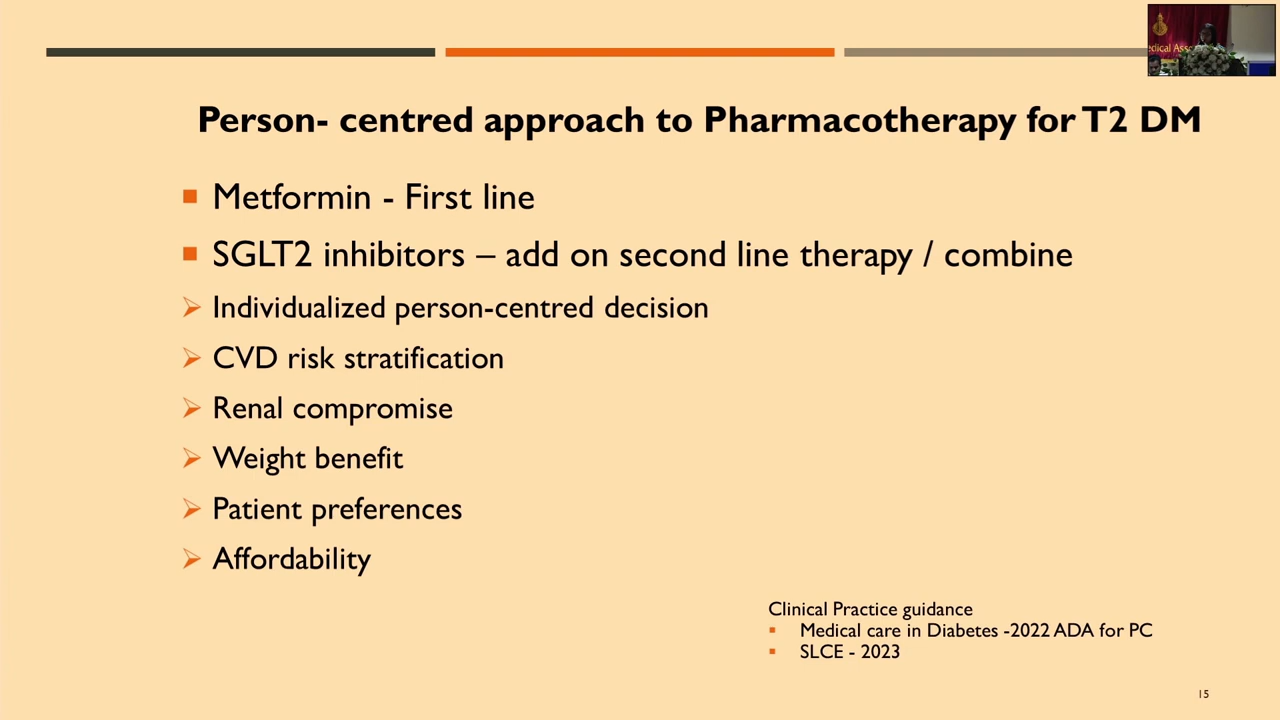 Person- centred approach to Pharmacotherapy for T2 DM
Metformin - First line
SGLT2 inhibitors – add on second line therapy / combine
Individualized person-centred decision
CVD risk stratification
Renal compromise
Weight benefit
Patient preferences
Affordability
Clinical Practice guidance
Medical care in Diabetes -2022 ADA for PC
SLCE - 2023
15